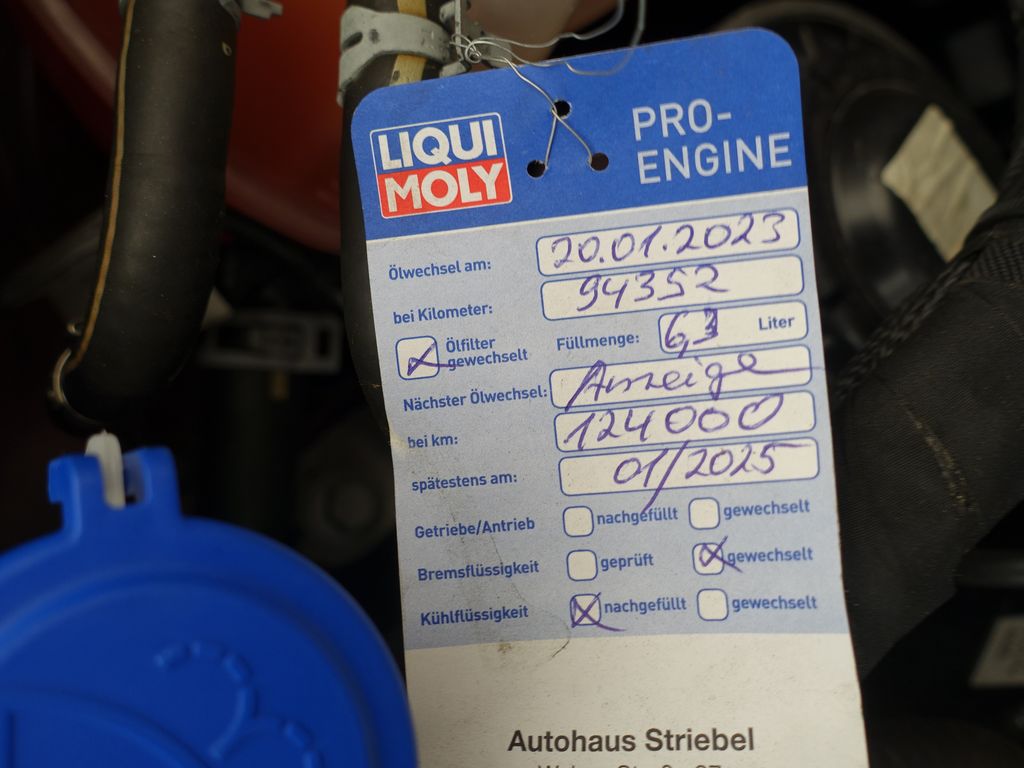 LIQUI
MOLY
PRO-
ENGINE
Ölwechsel am: 20.01.2023
bei Kilometer: 94352
Ölfilter
gewechselt
Füllmenge: 6,3 Liter
Nächster Ölwechsel: Anzeige
bei km: 124000
spätestens am: 01/2025
Getriebe/Antrieb nachgefüllt gewechselt
Bremsflüssigkeit geprüft gewechselt
Kühlflüssigkeit nachgefüllt gewechselt
Autohaus Striebel